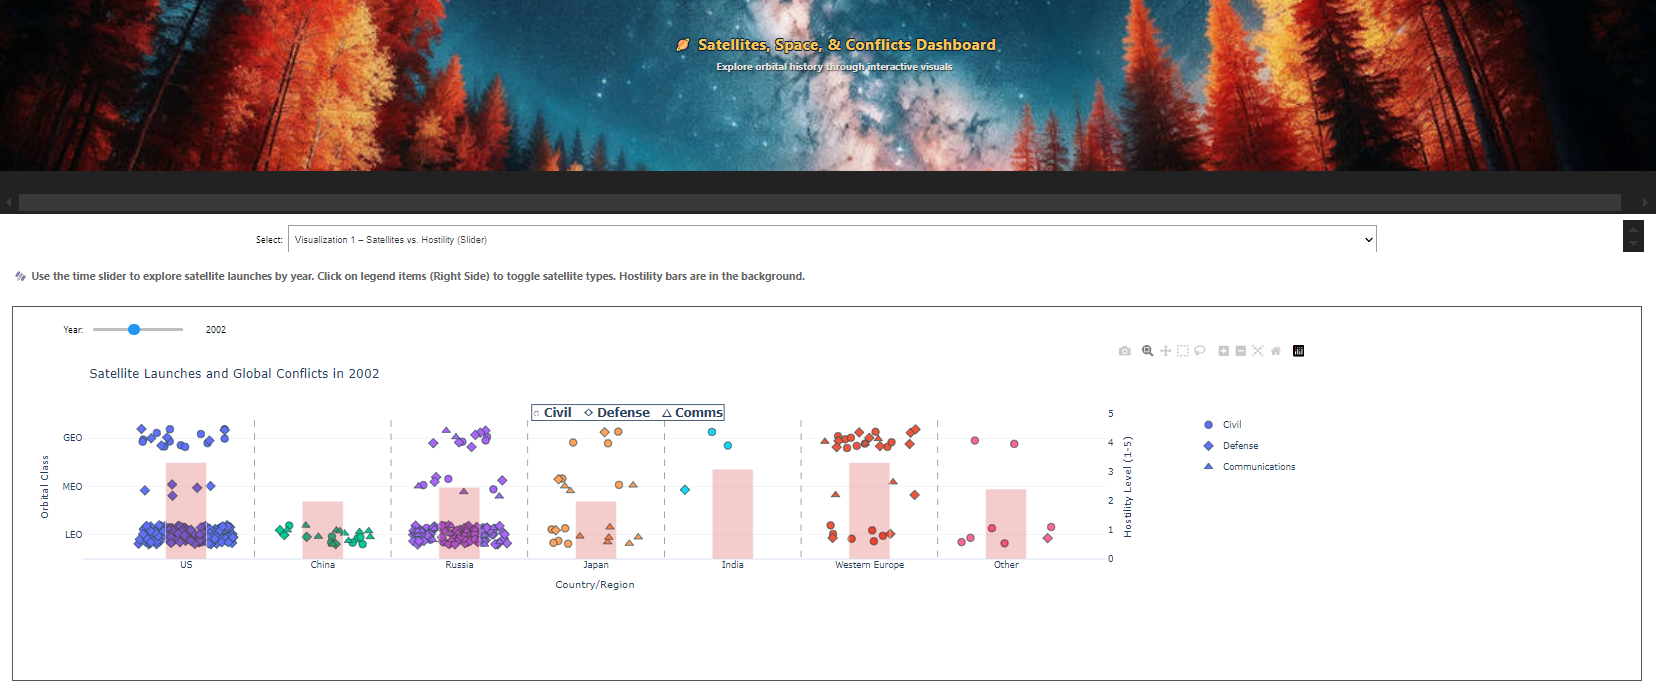 🪐 Satellites, Space, & Conflicts Dashboard
Explore orbital history through interactive visuals
Select: Visualization 1 – Satellites vs. Hostility (Slider)
🛰️ Use the time slider to explore satellite launches by year. Click on legend items (Right Side) to toggle satellite types. Hostility bars are in the background.
Year: 2002
Satellite Launches and Global Conflicts in 2002
○ Civil ◇ Defense △ Comms
Orbital Class
GEO
MEO
LEO
US China Russia Japan India Western Europe Other
Country/Region
5
4
3
2
1
0
Hostility Level (1-5)
Civil
Defense
Communications